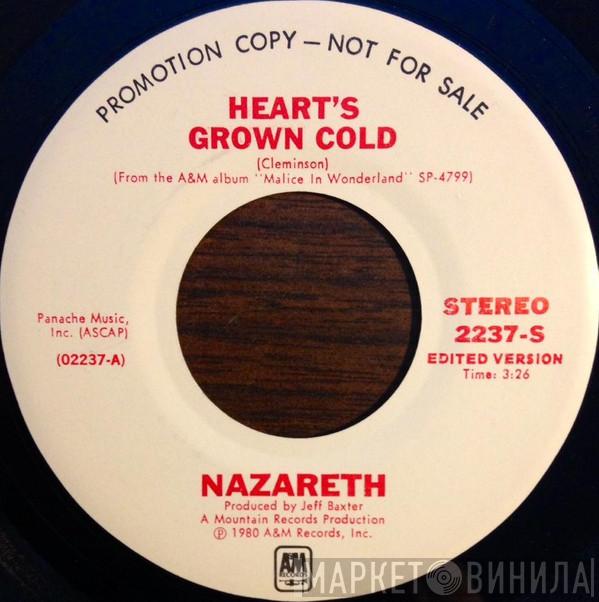 PROMOTION COPY — NOT FOR SALE
HEART'S
GROWN COLD
(Cleminson)
(From the A&M album "Malice In Wonderland" SP-4799)
Panache Music,
Inc. (ASCAP)
(02237-A)
STEREO
2237-S
EDITED VERSION
Time: 3:26
NAZARETH
Produced by Jeff Baxter
A Mountain Records Production
Ⓟ 1980 A&M Records, Inc.
A&M
RECORDS
МАРКЕТ ВИНИЛА